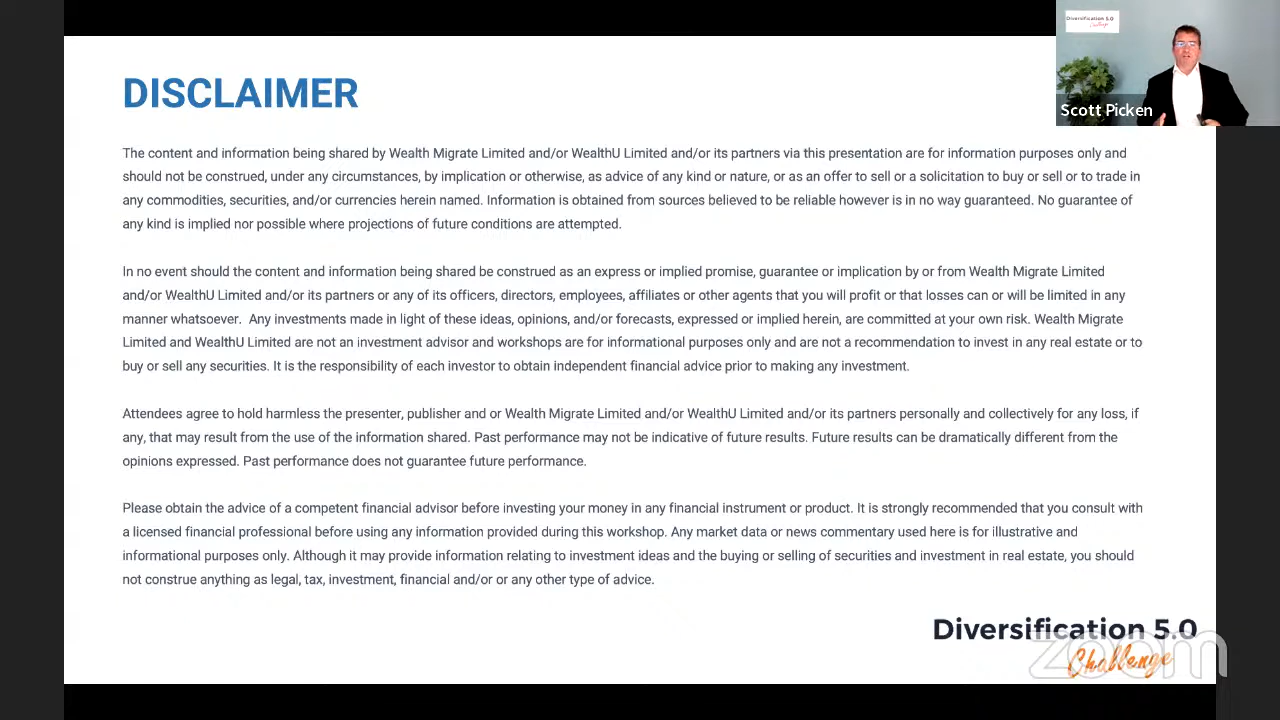 Diversification 5.0
Challenge
Scott Picken
DISCLAIMER
The content and information being shared by Wealth Migrate Limited and/or WealthU Limited and/or its partners via this presentation are for information purposes only and
should not be construed, under any circumstances, by implication or otherwise, as advice of any kind or nature, or as an offer to sell or a solicitation to buy or sell or to trade in
any commodities, securities, and/or currencies herein named. Information is obtained from sources believed to be reliable however is in no way guaranteed. No guarantee of
any kind is implied nor possible where projections of future conditions are attempted.
In no event should the content and information being shared be construed as an express or implied promise, guarantee or implication by or from Wealth Migrate Limited
and/or WealthU Limited and/or its partners or any of its officers, directors, employees, affiliates or other agents that you will profit or that losses can or will be limited in any
manner whatsoever.  Any investments made in light of these ideas, opinions, and/or forecasts, expressed or implied herein, are committed at your own risk. Wealth Migrate
Limited and WealthU Limited are not an investment advisor and workshops are for informational purposes only and are not a recommendation to invest in any real estate or to
buy or sell any securities. It is the responsibility of each investor to obtain independent financial advice prior to making any investment.
Attendees agree to hold harmless the presenter, publisher and or Wealth Migrate Limited and/or WealthU Limited and/or its partners personally and collectively for any loss, if
any, that may result from the use of the information shared. Past performance may not be indicative of future results. Future results can be dramatically different from the
opinions expressed. Past performance does not guarantee future performance.
Please obtain the advice of a competent financial advisor before investing your money in any financial instrument or product. It is strongly recommended that you consult with
a licensed financial professional before using any information provided during this workshop. Any market data or news commentary used here is for illustrative and
informational purposes only. Although it may provide information relating to investment ideas and the buying or selling of securities and investment in real estate, you should
not construe anything as legal, tax, investment, financial and/or or any other type of advice.
Diversification 5.0
Challenge
zoom